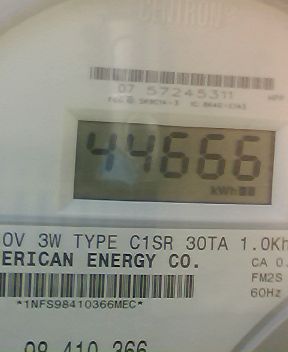 CENTRON
07 57245311
44666
kWh
0V 3W TYPE C1SR 30TA 1.0Kh
ERICAN ENERGY CO.
CA 0.
FM2S
60Hz
*1NFS98410366MEC*
98 410 366